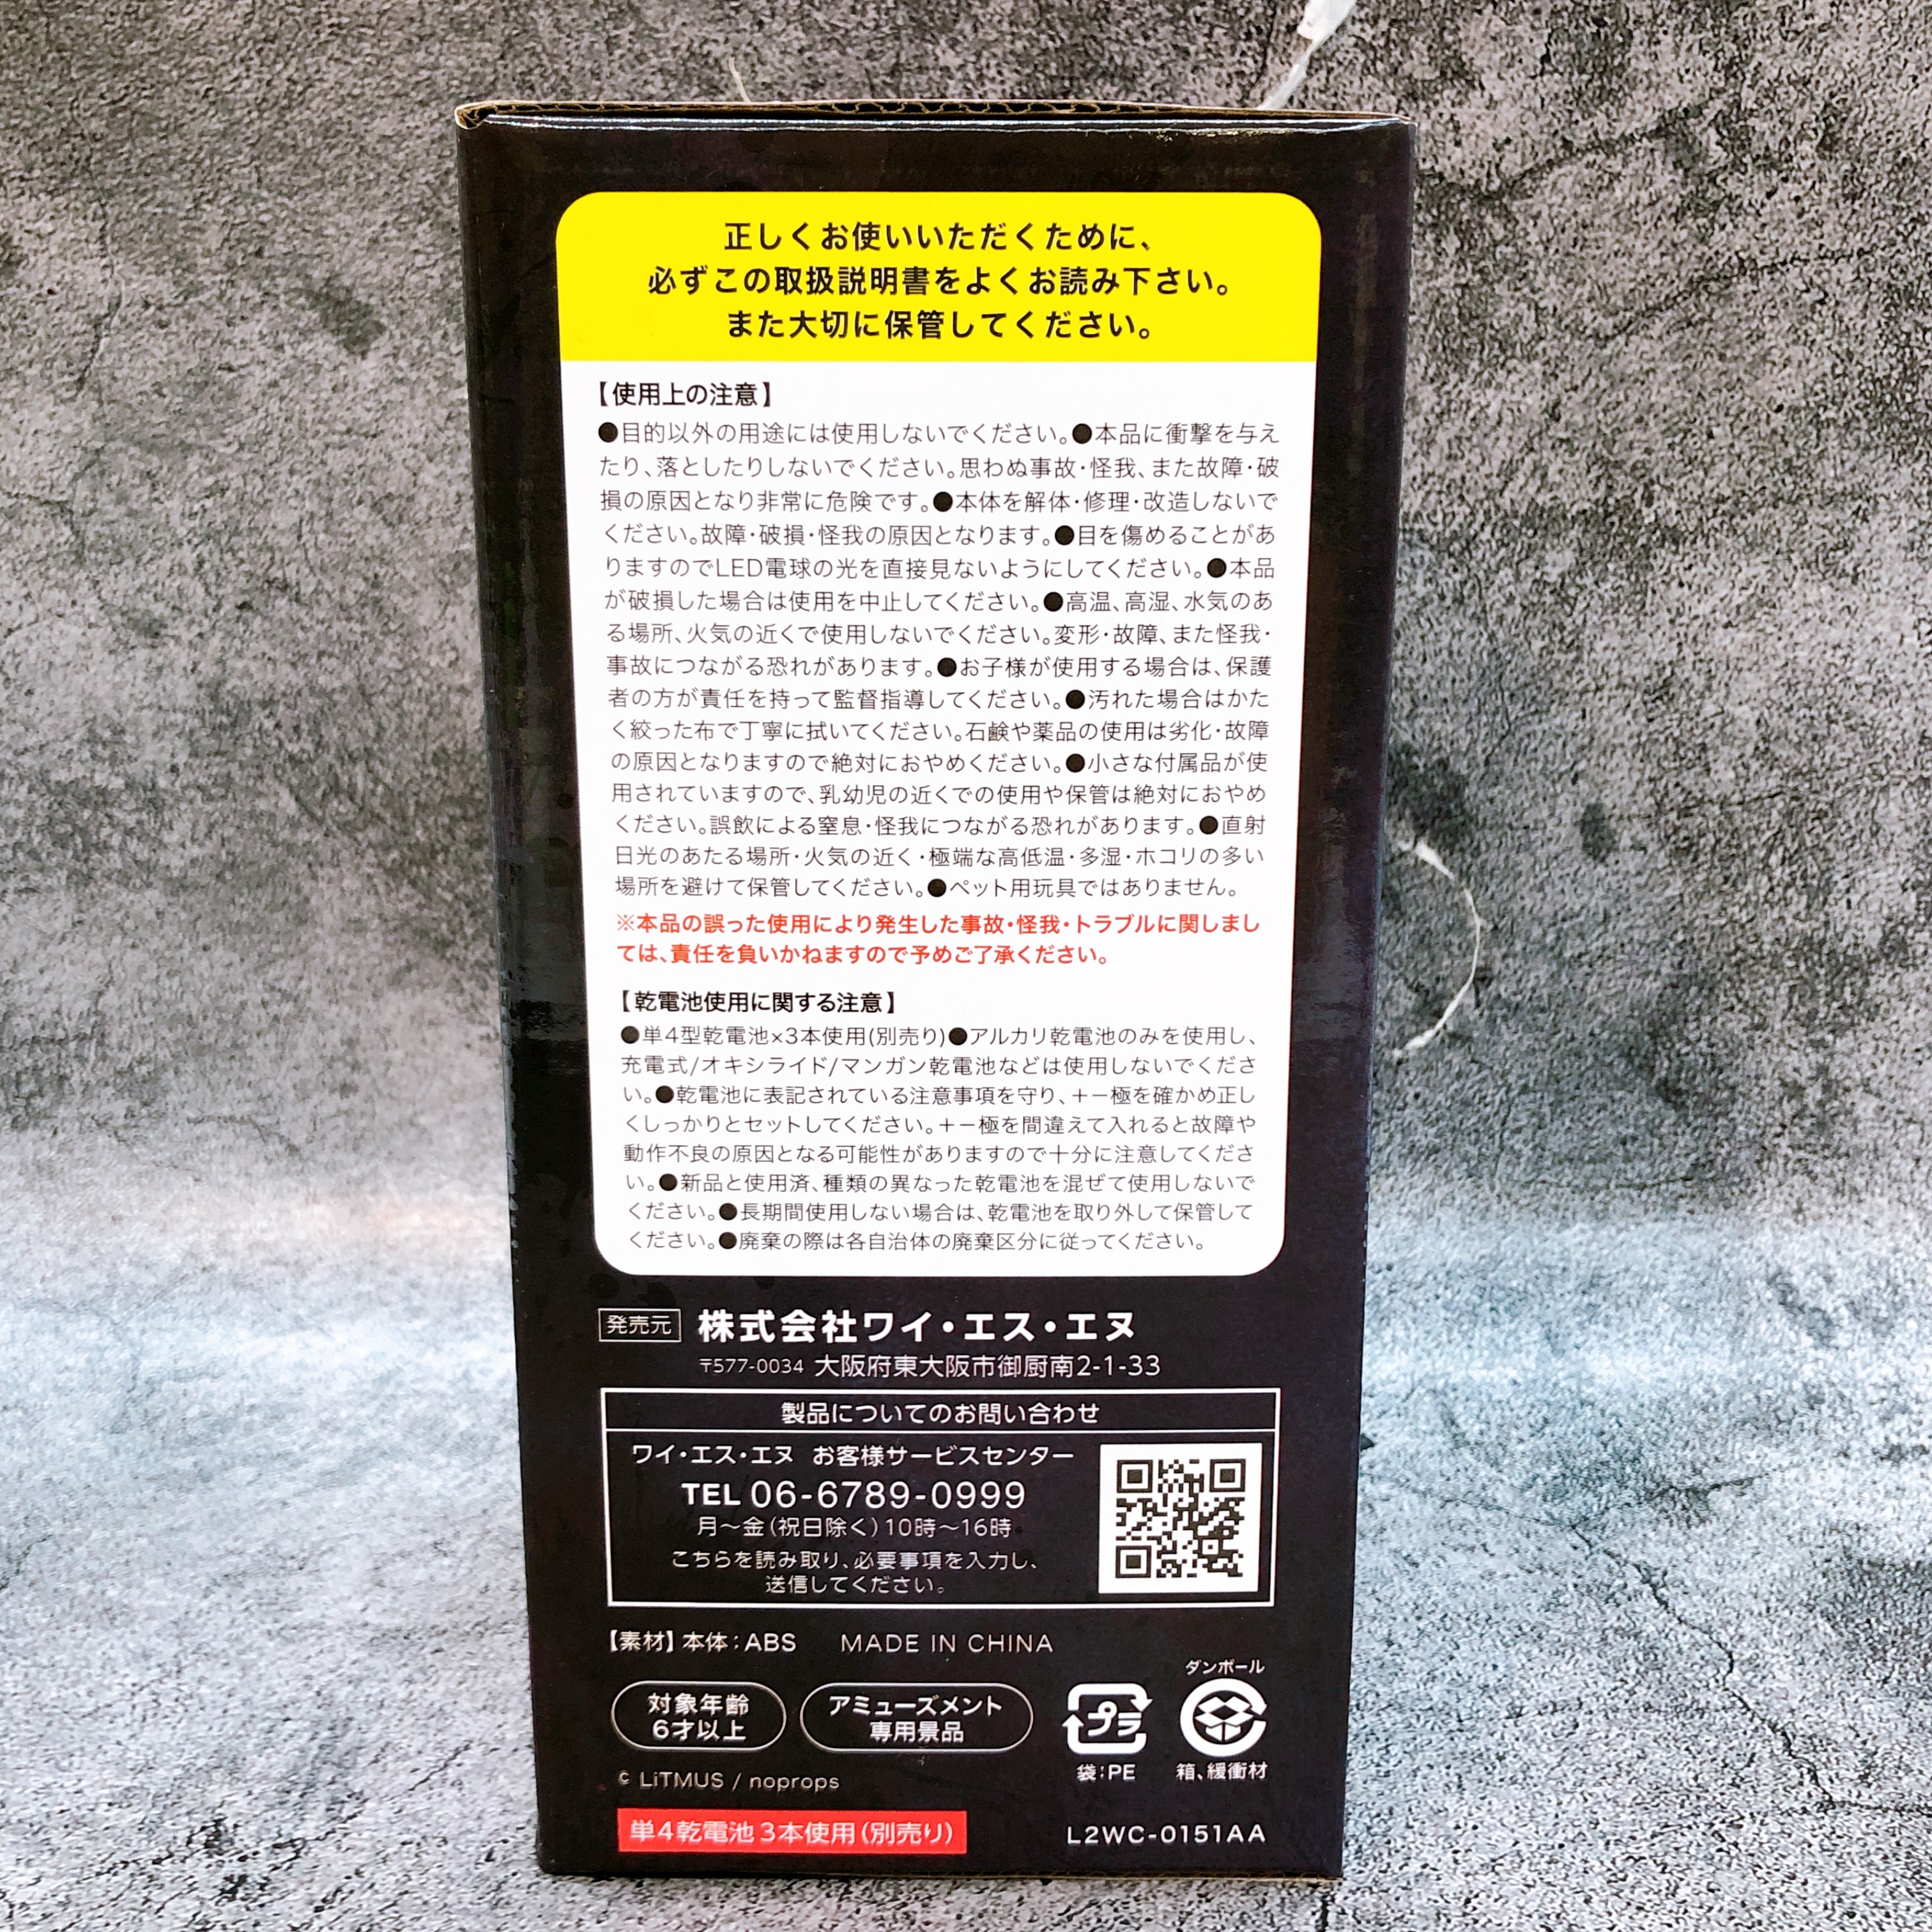 正しくお使いいただくために、
必ずこの取扱説明書をよくお読み下さい。
また大切に保管してください。
【使用上の注意】
●目的以外の用途には使用しないでください。●本品に衝撃を与え
たり、落としたりしないでください。思わぬ事故・怪我、また故障・破
損の原因となり非常に危険です。●本体を解体・修理・改造しないで
ください。故障・破損・怪我の原因となります。●目を傷めることがあ
りますのでLED電球の光を直接見ないようにしてください。●本品
が破損した場合は使用を中止してください。●高温、高湿、水気のあ
る場所、火気の近くで使用しないでください。変形・故障、また怪我・
事故につながる恐れがあります。●お子様が使用する場合は、保護
者の方が責任を持って監督指導してください。●汚れた場合はかた
く絞った布で丁寧に拭いてください。石鹸や薬品の使用は劣化・故障
の原因となりますので絶対におやめください。●小さな付属品が使
用されていますので、乳幼児の近くでの使用や保管は絶対におやめ
ください。誤飲による窒息・怪我につながる恐れがあります。●直射
日光のあたる場所・火気の近く・極端な高低温・多湿・ホコリの多い
場所を避けて保管してください。●ペット用玩具ではありません。
※本品の誤った使用により発生した事故・怪我・トラブルに関しまし
ては、責任を負いかねますので予めご了承ください。
【乾電池使用に関する注意】
●単4型乾電池×3本使用(別売り)●アルカリ乾電池のみを使用し、
充電式/オキシライド/マンガン乾電池などは使用しないでくださ
い。●乾電池に表記されている注意事項を守り、+−極を確かめ正し
くしっかりとセットしてください。+−極を間違えて入れると故障や
動作不良の原因となる可能性がありますので十分に注意してくださ
い。●新品と使用済、種類の異なった乾電池を混ぜて使用しないで
ください。●長期間使用しない場合は、乾電池を取り外して保管して
ください。●廃棄の際は各自治体の廃棄区分に従ってください。
発売元 株式会社ワイ・エス・エヌ
〒577-0034 大阪府東大阪市御厨南2-1-33
製品についてのお問い合わせ
ワイ・エス・エヌ お客様サービスセンター
TEL 06-6789-0999
月〜金(祝日除く)10時〜16時
こちらを読み取り、必要事項を入力し、
送信してください。
【素材】本体：ABS MADE IN CHINA
ダンボール
対象年齢
6才以上
アミューズメント
専用景品
プラ
袋：PE
箱、緩衝材
© LiTMUS / noprops
単4乾電池3本使用(別売り)
L2WC-0151AA